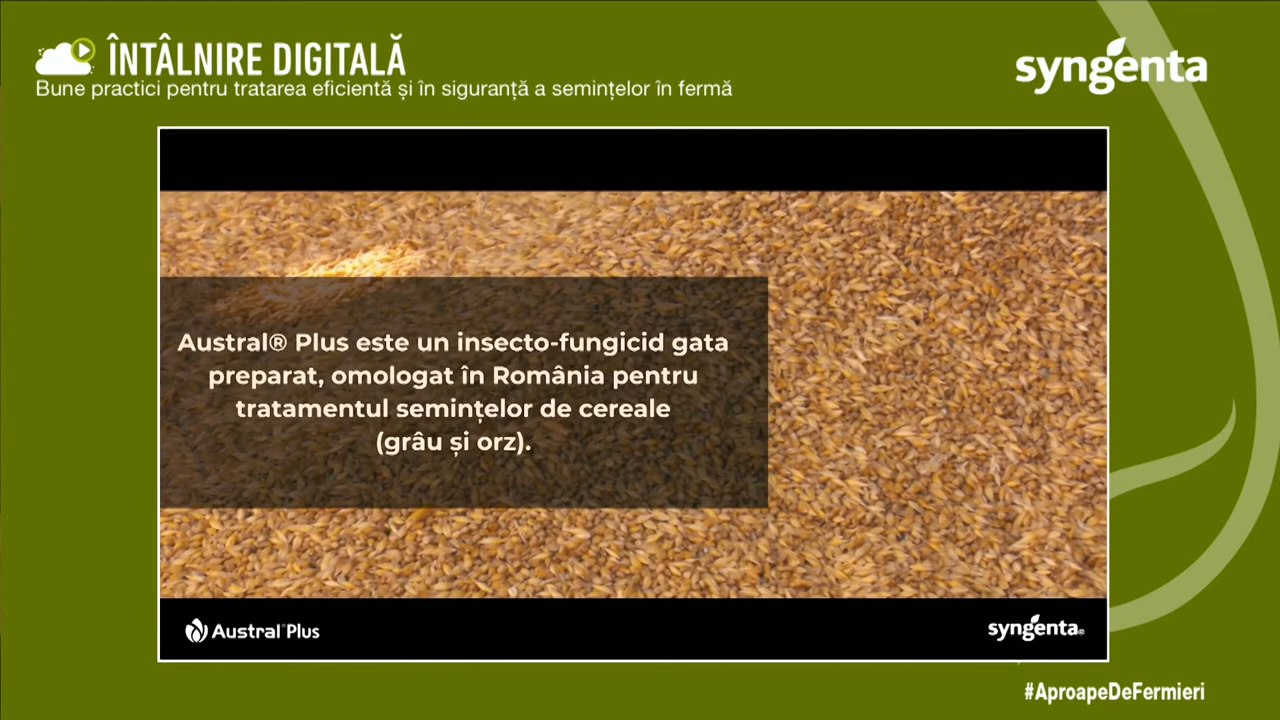 ÎNTÂLNIRE DIGITALĂ
Bune practici pentru tratarea eficientă și în siguranță a semințelor în fermă
syngenta
Austral® Plus este un insecto-fungicid gata
preparat, omologat în România pentru
tratamentul semințelor de cereale
(grâu și orz).
Austral® Plus
syngenta®
#AproapeDeFermieri